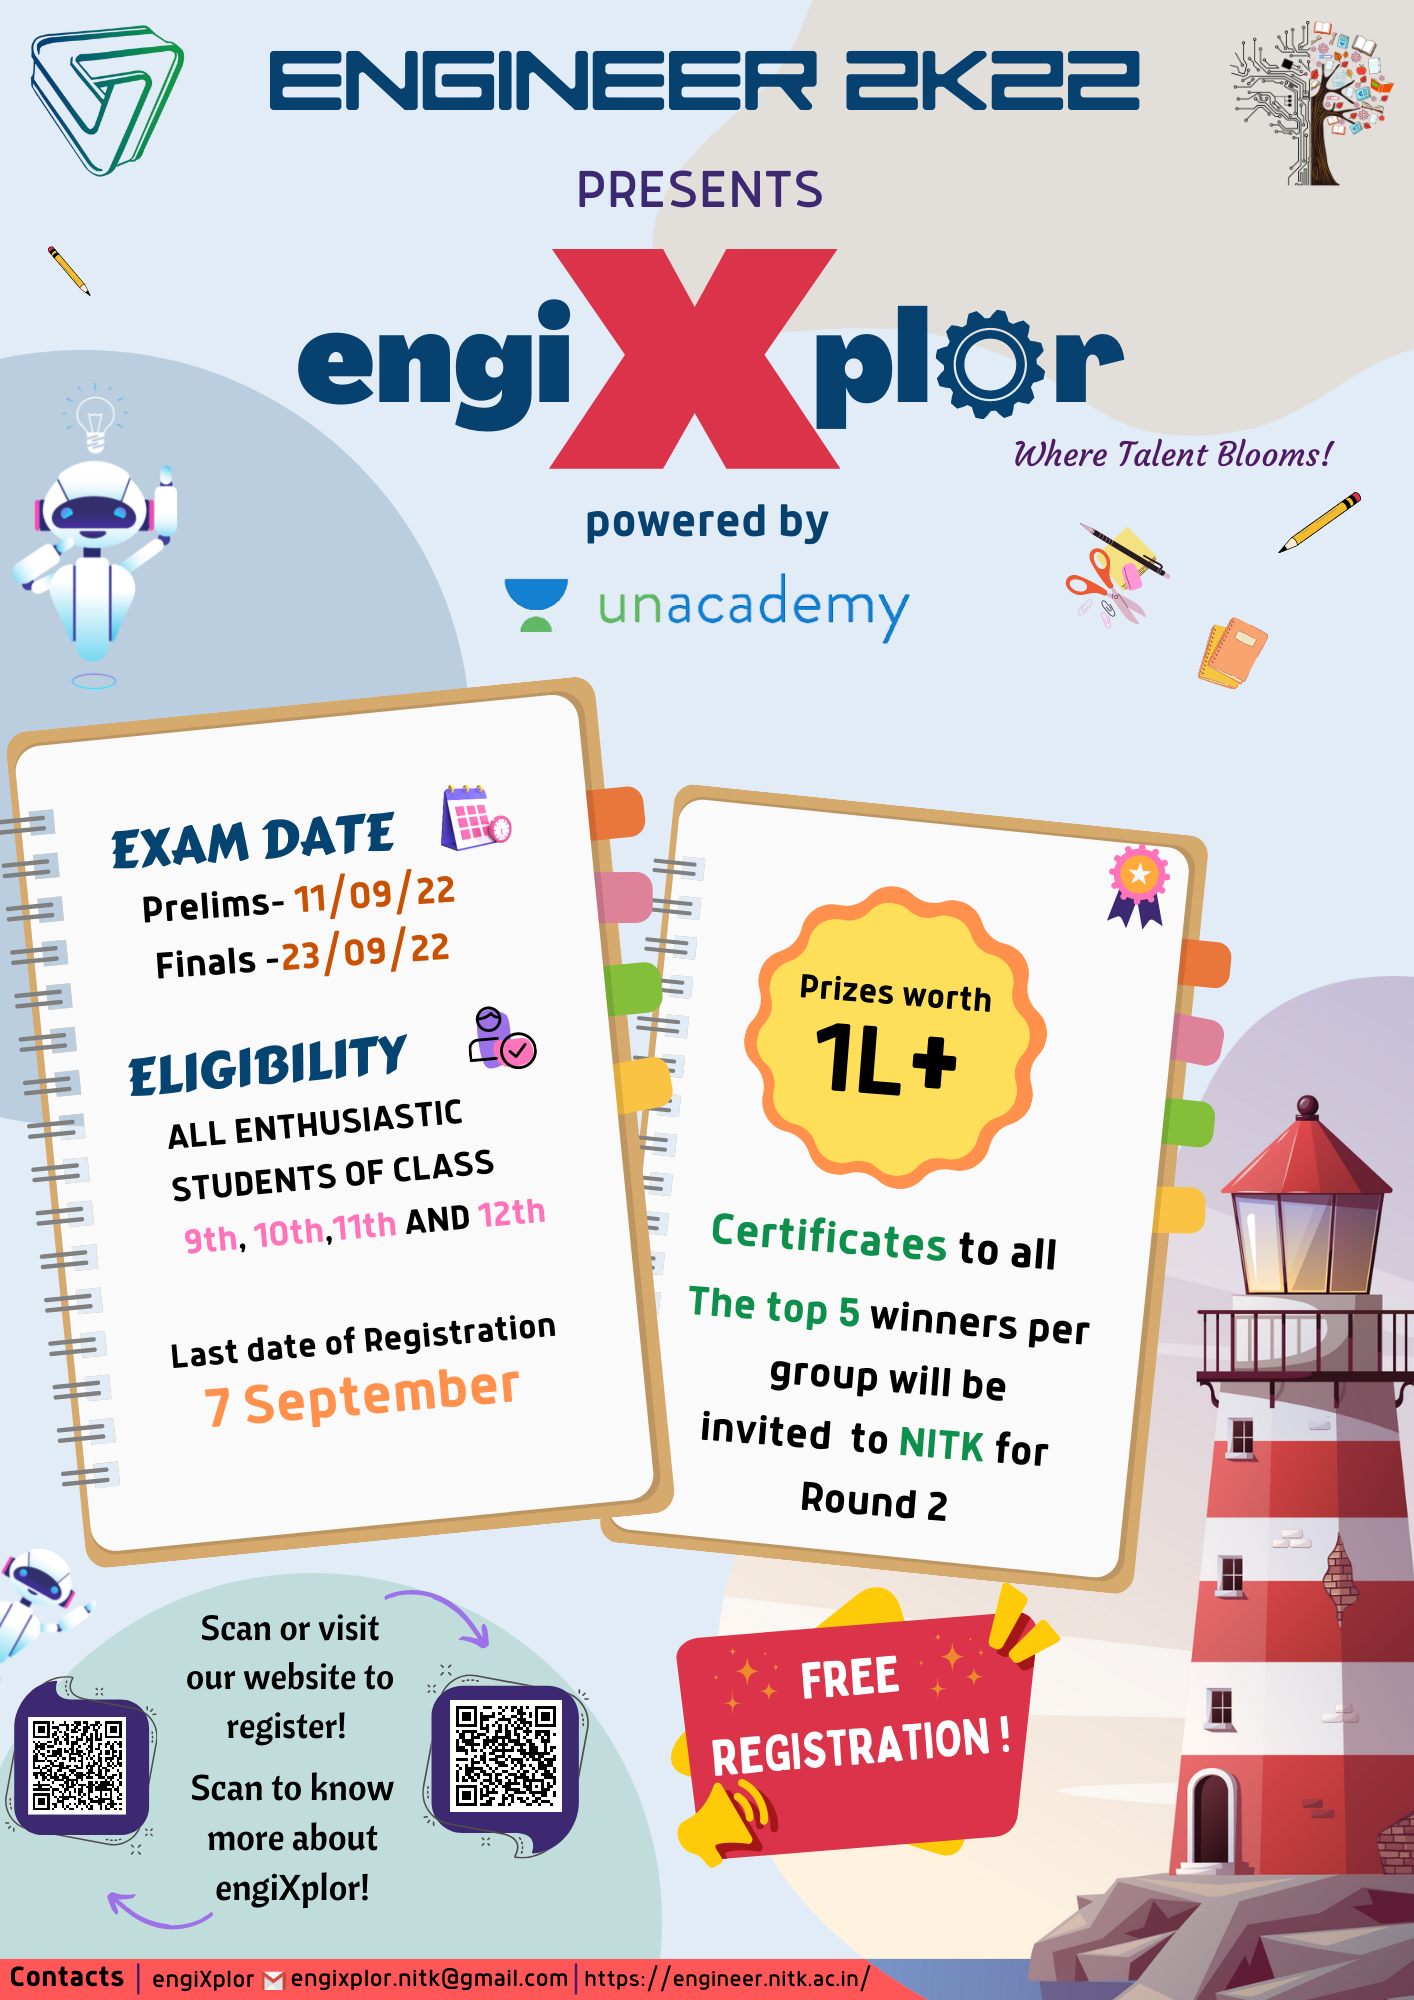 ENGINEER 2K22
PRESENTS
engiXplor
Where Talent Blooms!
powered by
unacademy
EXAM DATE
Prelims- 11/09/22
Finals -23/09/22
ELIGIBILITY
ALL ENTHUSIASTIC
STUDENTS OF CLASS
9th, 10th,11th AND 12th
Last date of Registration
7 September
Prizes worth
1L+
Certificates to all
The top 5 winners per
group will be
invited to NITK for
Round 2
Scan or visit
our website to
register!
Scan to know
more about
engiXplor!
FREE
REGISTRATION !
Contacts | engiXplor engixplor.nitk@gmail.com | https://engineer.nitk.ac.in/